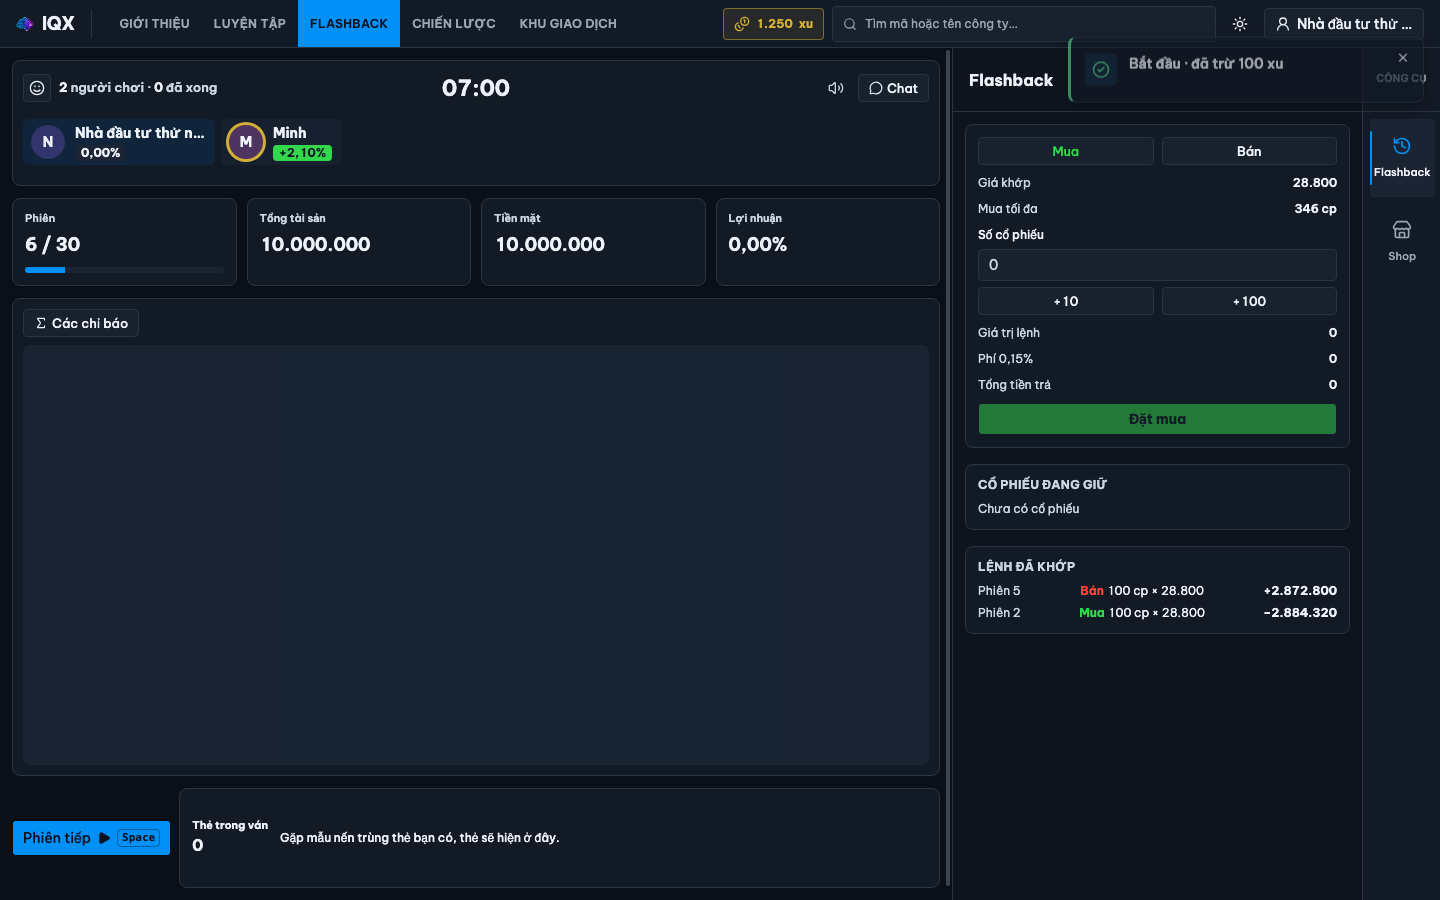 IQX
GIỚI THIỆU
LUYỆN TẬP
FLASHBACK
CHIẾN LƯỢC
KHU GIAO DỊCH
1.250 xu
Tìm mã hoặc tên công ty...
Nhà đầu tư thử ...
Bắt đầu · đã trừ 100 xu
2 người chơi · 0 đã xong
07:00
Chat
N
Nhà đầu tư thử n...
0,00%
M
Minh
+2,10%
Phiên
6 / 30
Tổng tài sản
10.000.000
Tiền mặt
10.000.000
Lợi nhuận
0,00%
Các chỉ báo
Phiên tiếp Space
Thẻ trong ván
0
Gặp mẫu nến trùng thẻ bạn có, thẻ sẽ hiện ở đây.
Flashback
Mua
Bán
Giá khớp 28.800
Mua tối đa 346 cp
Số cổ phiếu
0
+10
+100
Giá trị lệnh 0
Phí 0,15% 0
Tổng tiền trả 0
Đặt mua
CỔ PHIẾU ĐANG GIỮ
Chưa có cổ phiếu
LỆNH ĐÃ KHỚP
Phiên 5 Bán 100 cp × 28.800 +2.872.800
Phiên 2 Mua 100 cp × 28.800 −2.884.320
CÔNG CỤ
Flashback
Shop